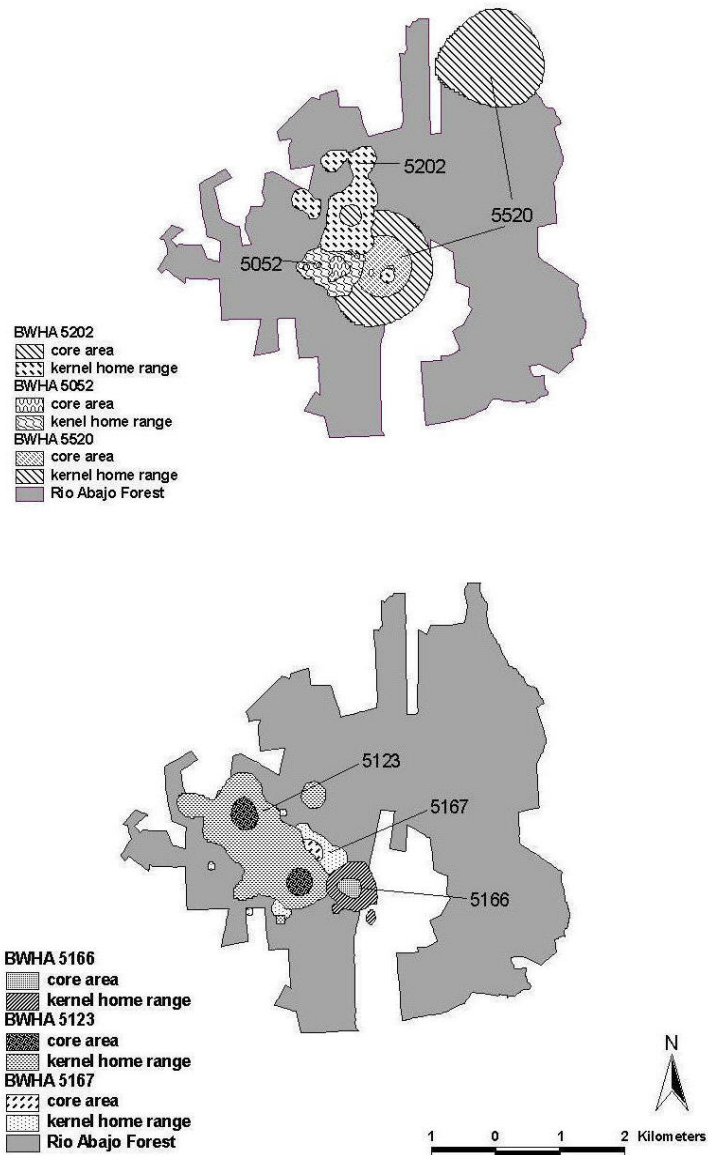 5202
5520
5052
BWHA 5202
core area
kernel home range
BWHA 5052
core area
kenel home range
BWHA 5520
core area
kernel home range
Rio Abajo Forest
5123
5167
5166
BWHA 5166
core area
kernel home range
BWHA 5123
core area
kernel home range
BWHA 5167
core area
kernel home range
Rio Abajo Forest
N
1 0 1 2 Kilometers